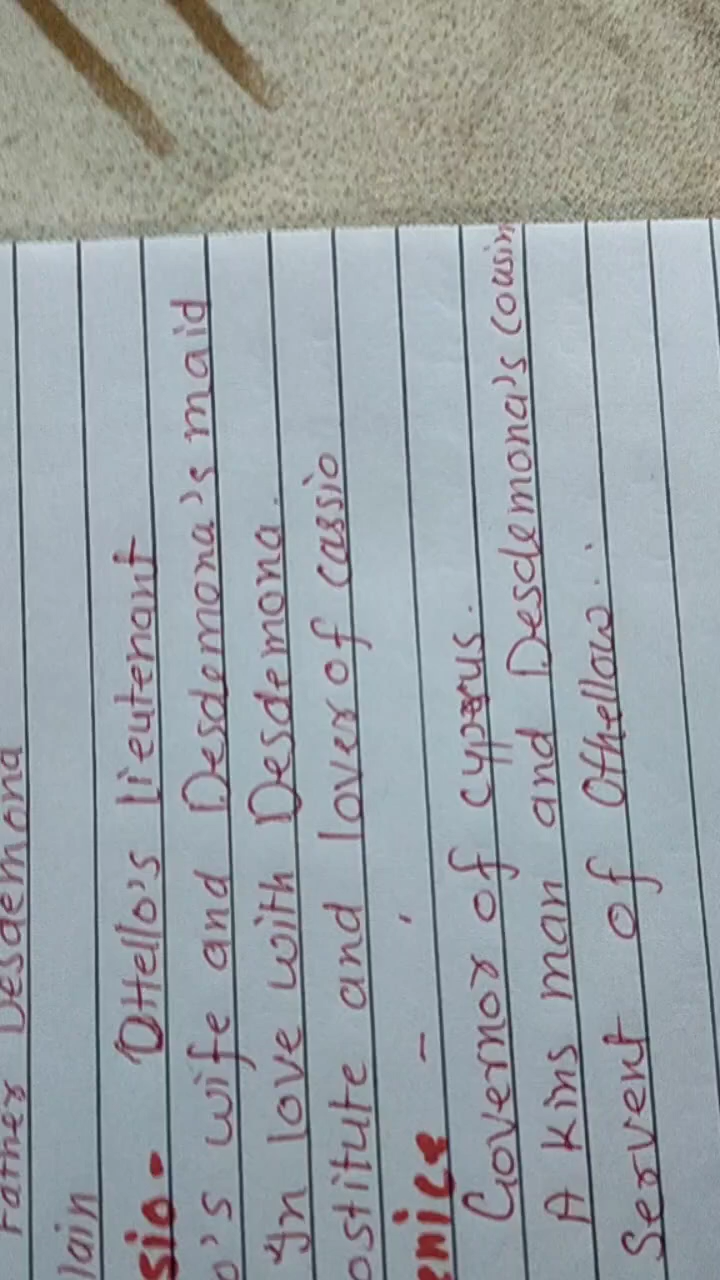 Father Desdemona
lain
sio - Othello's lieutenant
o's wife and Desdemona's maid
In love with Desdemona.
ostitute and lover of cassio
enice -
Governor of cyprus.
A kins man and Desdemona's cousin
Servent of Othellow.